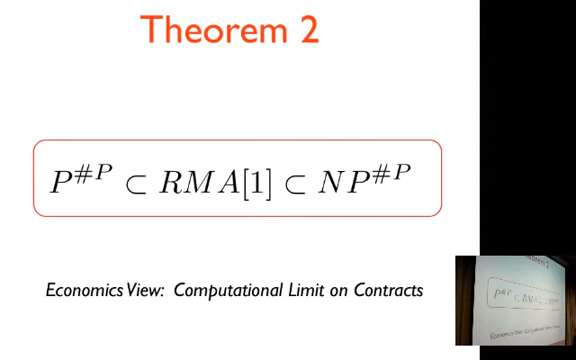 Theorem 2
P^{#P} ⊂ RMA[1] ⊂ NP^{#P}
Economics View: Computational Limit on Contracts